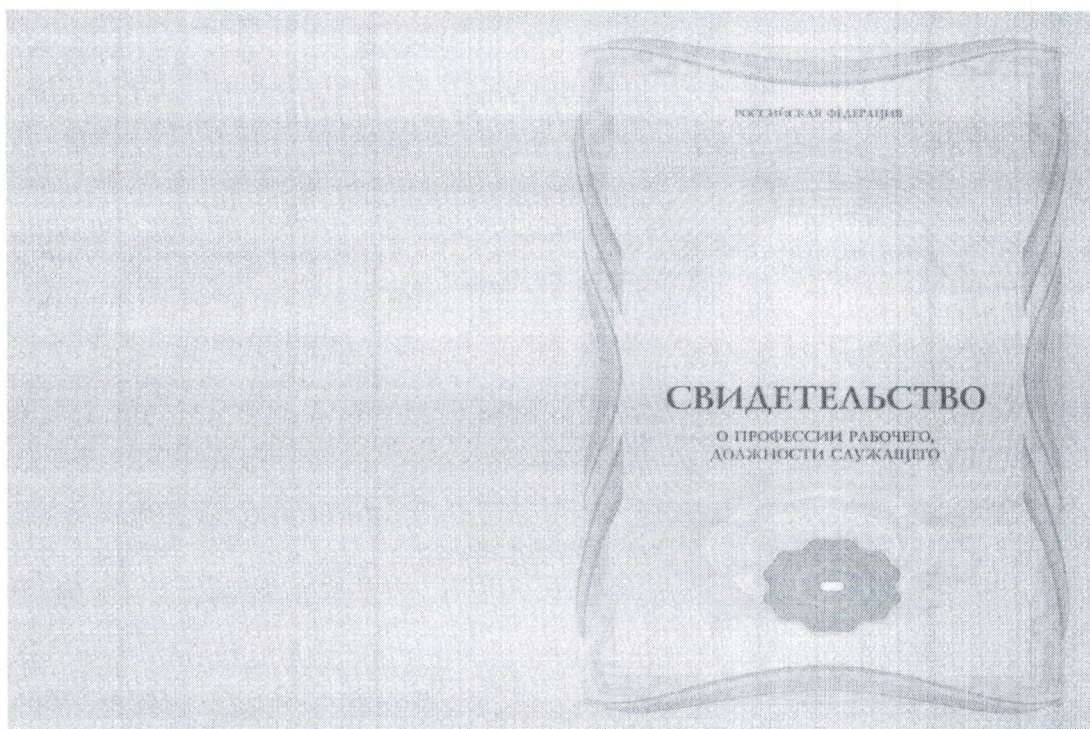 РОССИЙСКАЯ ФЕДЕРАЦИЯ
СВИДЕТЕЛЬСТВО
О ПРОФЕССИИ РАБОЧЕГО,
ДОЛЖНОСТИ СЛУЖАЩЕГО